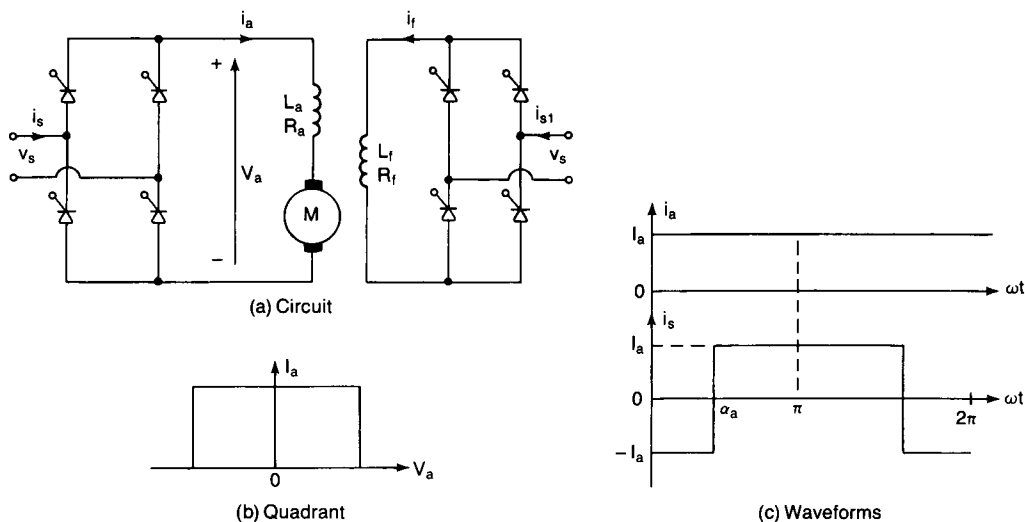 i_a
i_f
+
L_a
R_a
i_s
v_s
V_a
M
−
L_f
R_f
i_s1
v_s
(a) Circuit
I_a
0
V_a
(b) Quadrant
i_a
I_a
0
ωt
i_s
I_a
0
α_a
π
2π
ωt
− I_a
(c) Waveforms